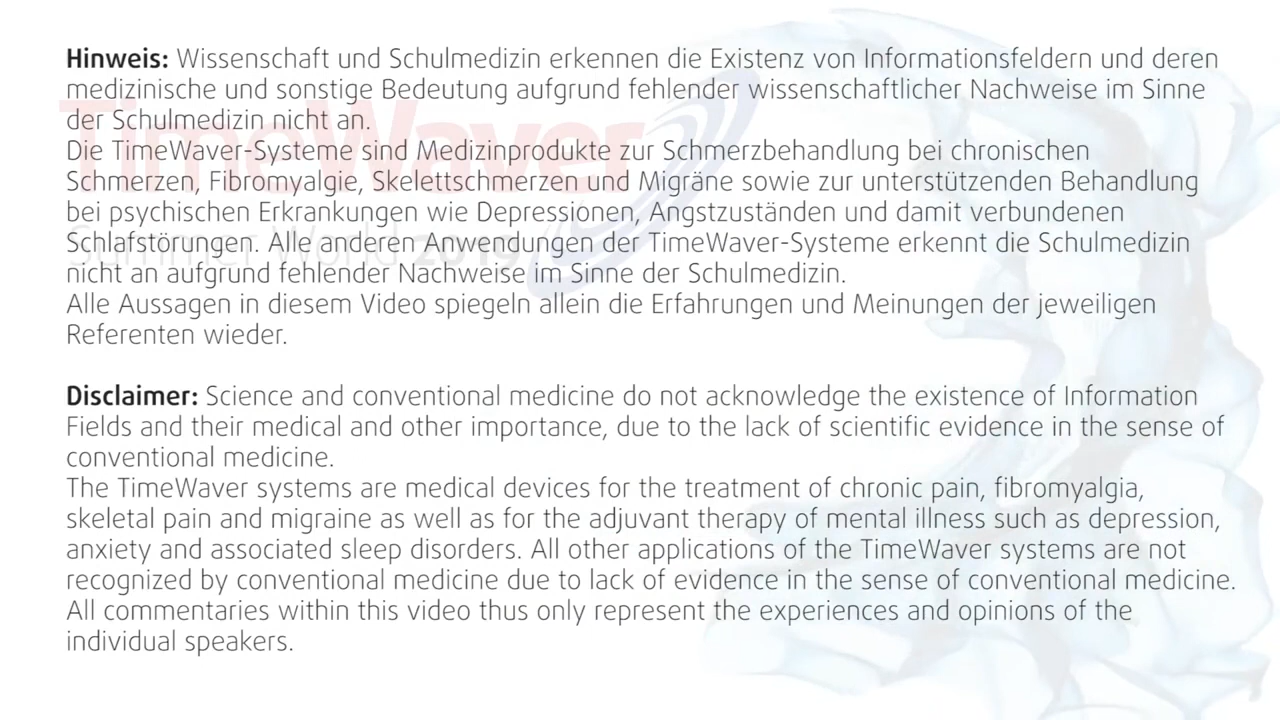 Hinweis: Wissenschaft und Schulmedizin erkennen die Existenz von Informationsfeldern und deren
medizinische und sonstige Bedeutung aufgrund fehlender wissenschaftlicher Nachweise im Sinne
der Schulmedizin nicht an.
TimeWaver
Die TimeWaver-Systeme sind Medizinprodukte zur Schmerzbehandlung bei chronischen
Schmerzen, Fibromyalgie, Skelettschmerzen und Migräne sowie zur unterstützenden Behandlung
bei psychischen Erkrankungen wie Depressionen, Angstzuständen und damit verbundenen
Schlafstörungen. Alle anderen Anwendungen der TimeWaver-Systeme erkennt die Schulmedizin
Summer World 2019
nicht an aufgrund fehlender Nachweise im Sinne der Schulmedizin.
Alle Aussagen in diesem Video spiegeln allein die Erfahrungen und Meinungen der jeweiligen
Referenten wieder.
Disclaimer: Science and conventional medicine do not acknowledge the existence of Information
Fields and their medical and other importance, due to the lack of scientific evidence in the sense of
conventional medicine.
The TimeWaver systems are medical devices for the treatment of chronic pain, fibromyalgia,
skeletal pain and migraine as well as for the adjuvant therapy of mental illness such as depression,
anxiety and associated sleep disorders. All other applications of the TimeWaver systems are not
recognized by conventional medicine due to lack of evidence in the sense of conventional medicine.
All commentaries within this video thus only represent the experiences and opinions of the
individual speakers.